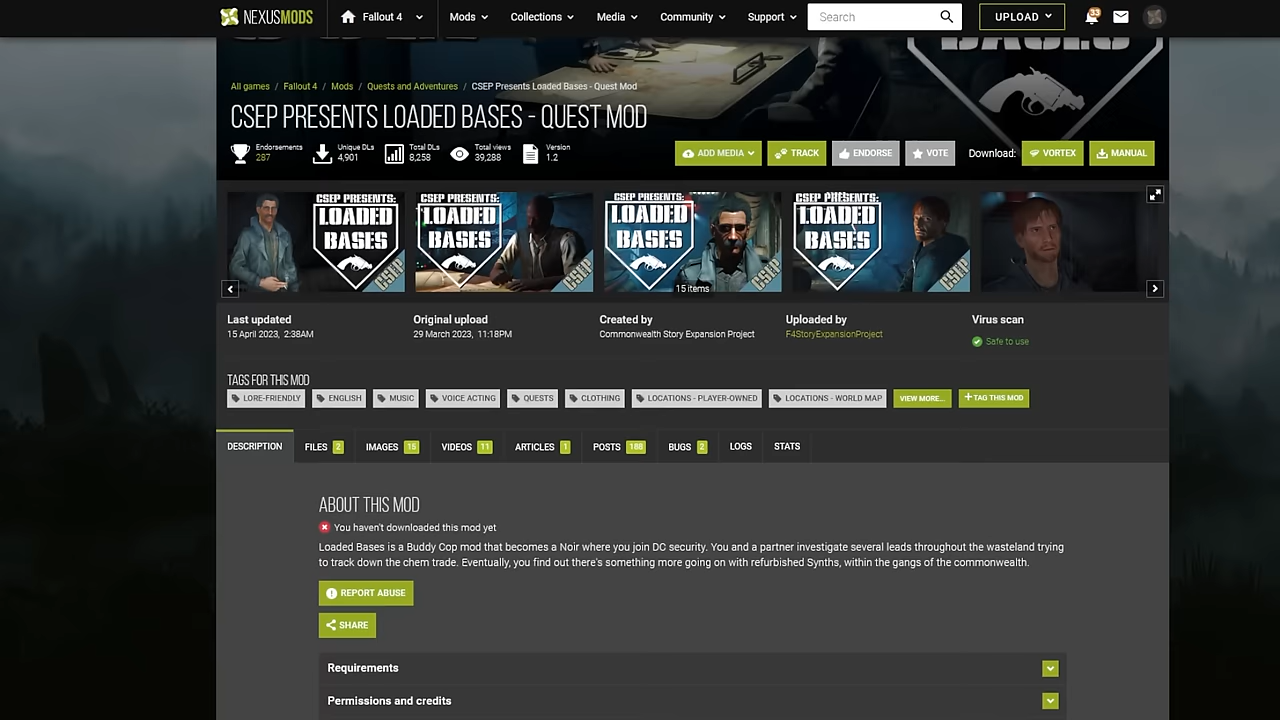 NEXUSMODS Fallout 4 Mods Collections Media Community Support Search UPLOAD
BASES
All games / Fallout 4 / Mods / Quests and Adventures / CSEP Presents Loaded Bases - Quest Mod
CSEP PRESENTS LOADED BASES - QUEST MOD
Endorsements Unique DLs Total DLs Total views Version
287 4,901 8,258 39,288 1.2
ADD MEDIA TRACK ENDORSE VOTE Download: VORTEX MANUAL
CSEP PRESENTS: CSEP PRESENTS: CSEP PRESENTS: CSEP PRESENTS:
LOADED LOADED LOADED LOADED
BASES BASES BASES BASES
CSEP CSEP CSEP CSEP
15 items
Last updated Original upload Created by Uploaded by Virus scan
15 April 2023, 2:38AM 29 March 2023, 11:18PM Commonwealth Story Expansion Project F4StoryExpansionProject Safe to use
TAGS FOR THIS MOD
LORE-FRIENDLY ENGLISH MUSIC VOICE ACTING QUESTS CLOTHING LOCATIONS - PLAYER-OWNED LOCATIONS - WORLD MAP VIEW MORE... + TAG THIS MOD
DESCRIPTION FILES 2 IMAGES 15 VIDEOS 11 ARTICLES 1 POSTS 188 BUGS 2 LOGS STATS
ABOUT THIS MOD
You haven't downloaded this mod yet
Loaded Bases is a Buddy Cop mod that becomes a Noir where you join DC security. You and a partner investigate several leads throughout the wasteland trying
to track down the chem trade. Eventually, you find out there's something more going on with refurbished Synths, within the gangs of the commonwealth.
REPORT ABUSE
SHARE
Requirements
Permissions and credits